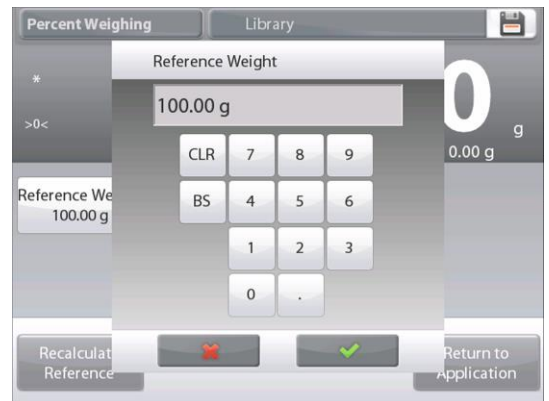 Percent Weighing
Library
Reference Weight
*
100.00 g
0
>0<
g
0.00 g
CLR 7 8 9
Reference We
100.00 g
BS 4 5 6
1 2 3
0 .
Recalculat
Reference
Return to
Application